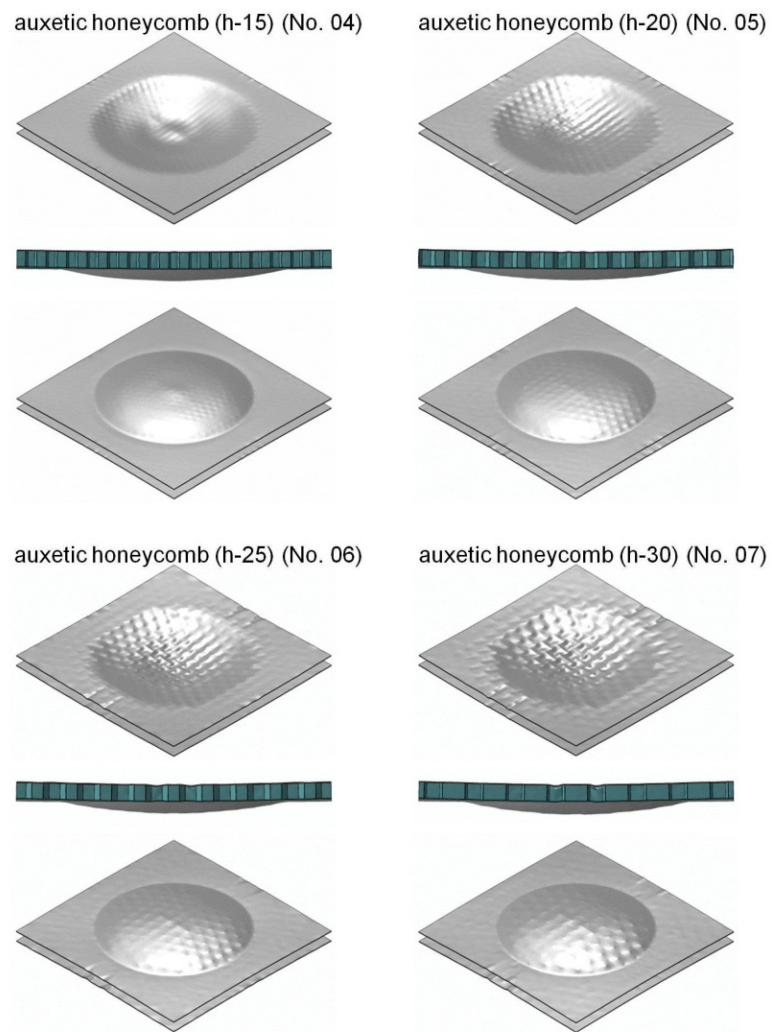 auxetic honeycomb (h-15) (No. 04)
auxetic honeycomb (h-20) (No. 05)
auxetic honeycomb (h-25) (No. 06)
auxetic honeycomb (h-30) (No. 07)